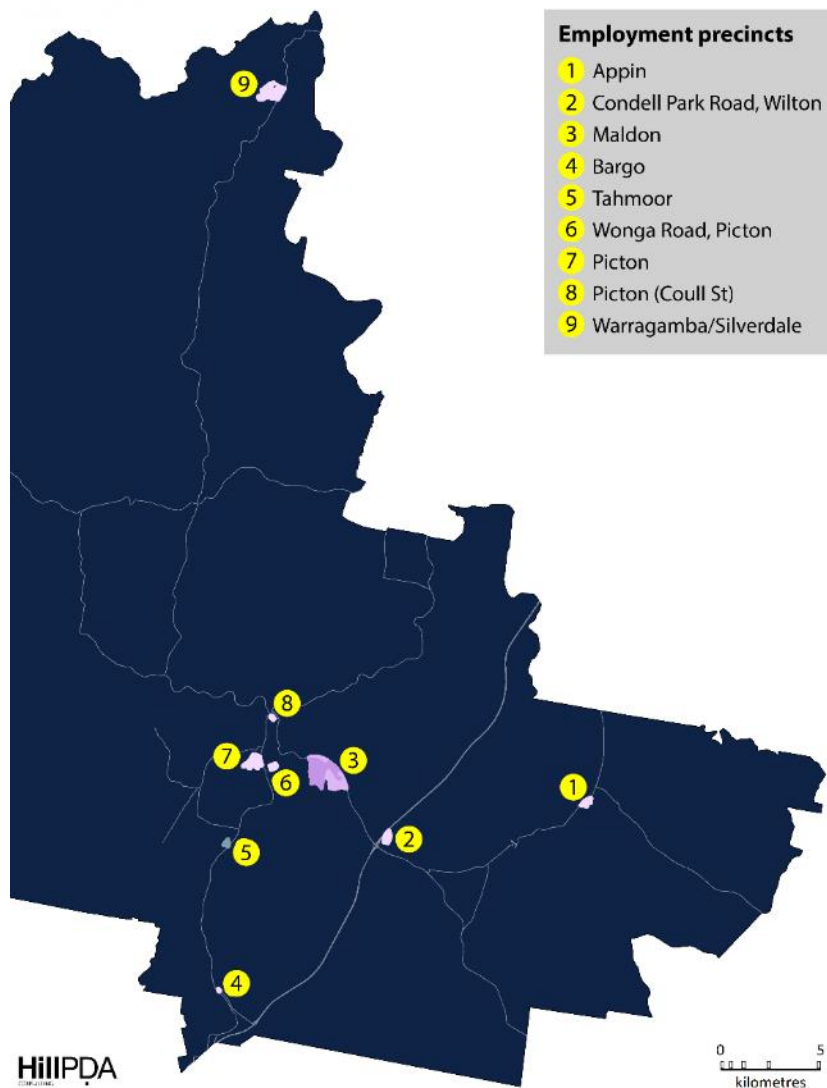 Employment precincts
1 Appin
2 Condell Park Road, Wilton
3 Maldon
4 Bargo
5 Tahmoor
6 Wonga Road, Picton
7 Picton
8 Picton (Coull St)
9 Warragamba/Silverdale
9
8
7
3
6
1
2
5
4
HillPDA
CONSULTING
0 5
kilometres